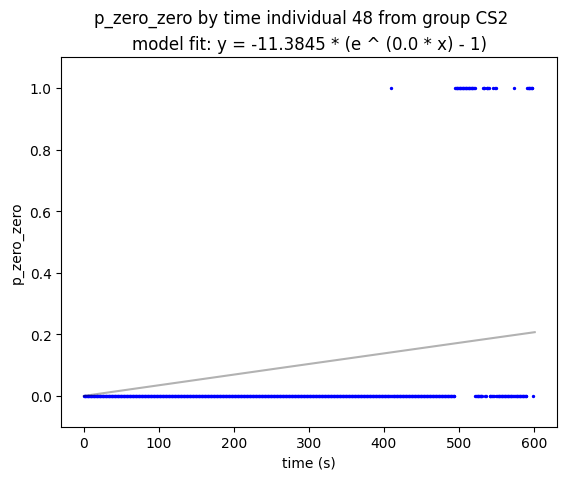 p_zero_zero by time individual 48 from group CS2
model fit: y = -11.3845 * (e ^ (0.0 * x) - 1)
1.0
0.8
0.6
0.4
0.2
0.0
p_zero_zero
0 100 200 300 400 500 600
time (s)